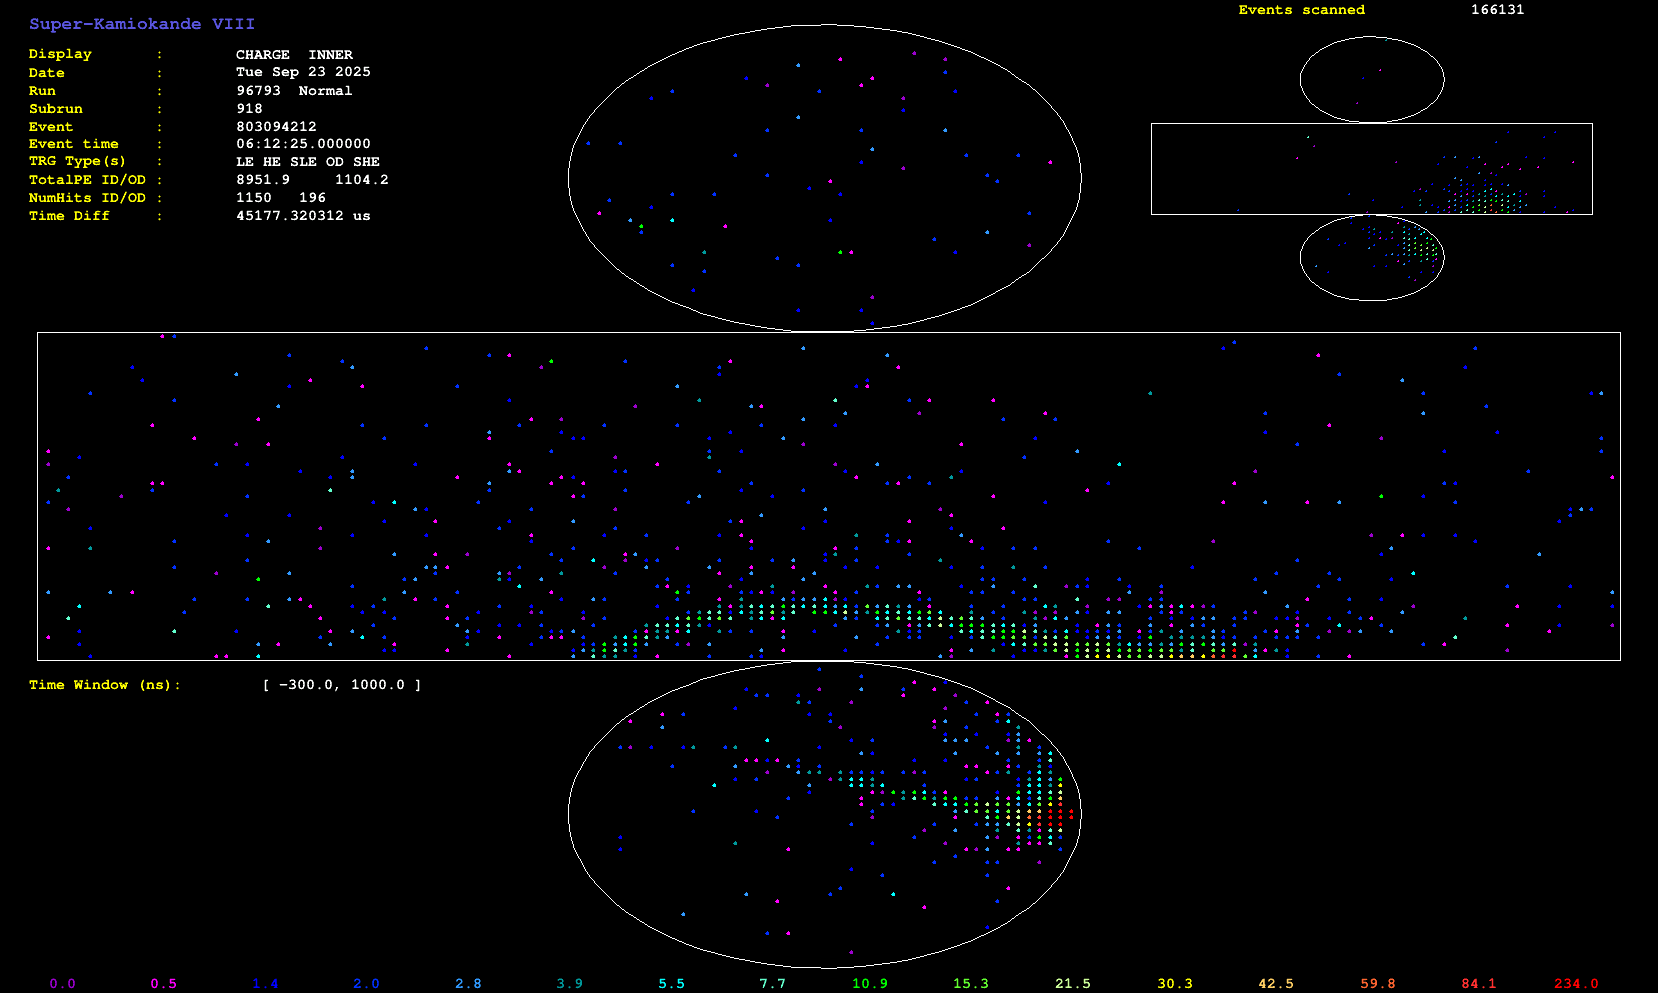 Super-Kamiokande VIII
Events scanned 166131
Display : CHARGE INNER
Date : Tue Sep 23 2025
Run : 96793 Normal
Subrun : 918
Event : 803094212
Event time : 06:12:25.000000
TRG Type(s) : LE HE SLE OD SHE
TotalPE ID/OD : 8951.9 1104.2
NumHits ID/OD : 1150 196
Time Diff : 45177.320312 us
Time Window (ns): [ -300.0, 1000.0 ]
0.0 0.5 1.4 2.0 2.8 3.9 5.5 7.7 10.9 15.3 21.5 30.3 42.5 59.8 84.1 234.0